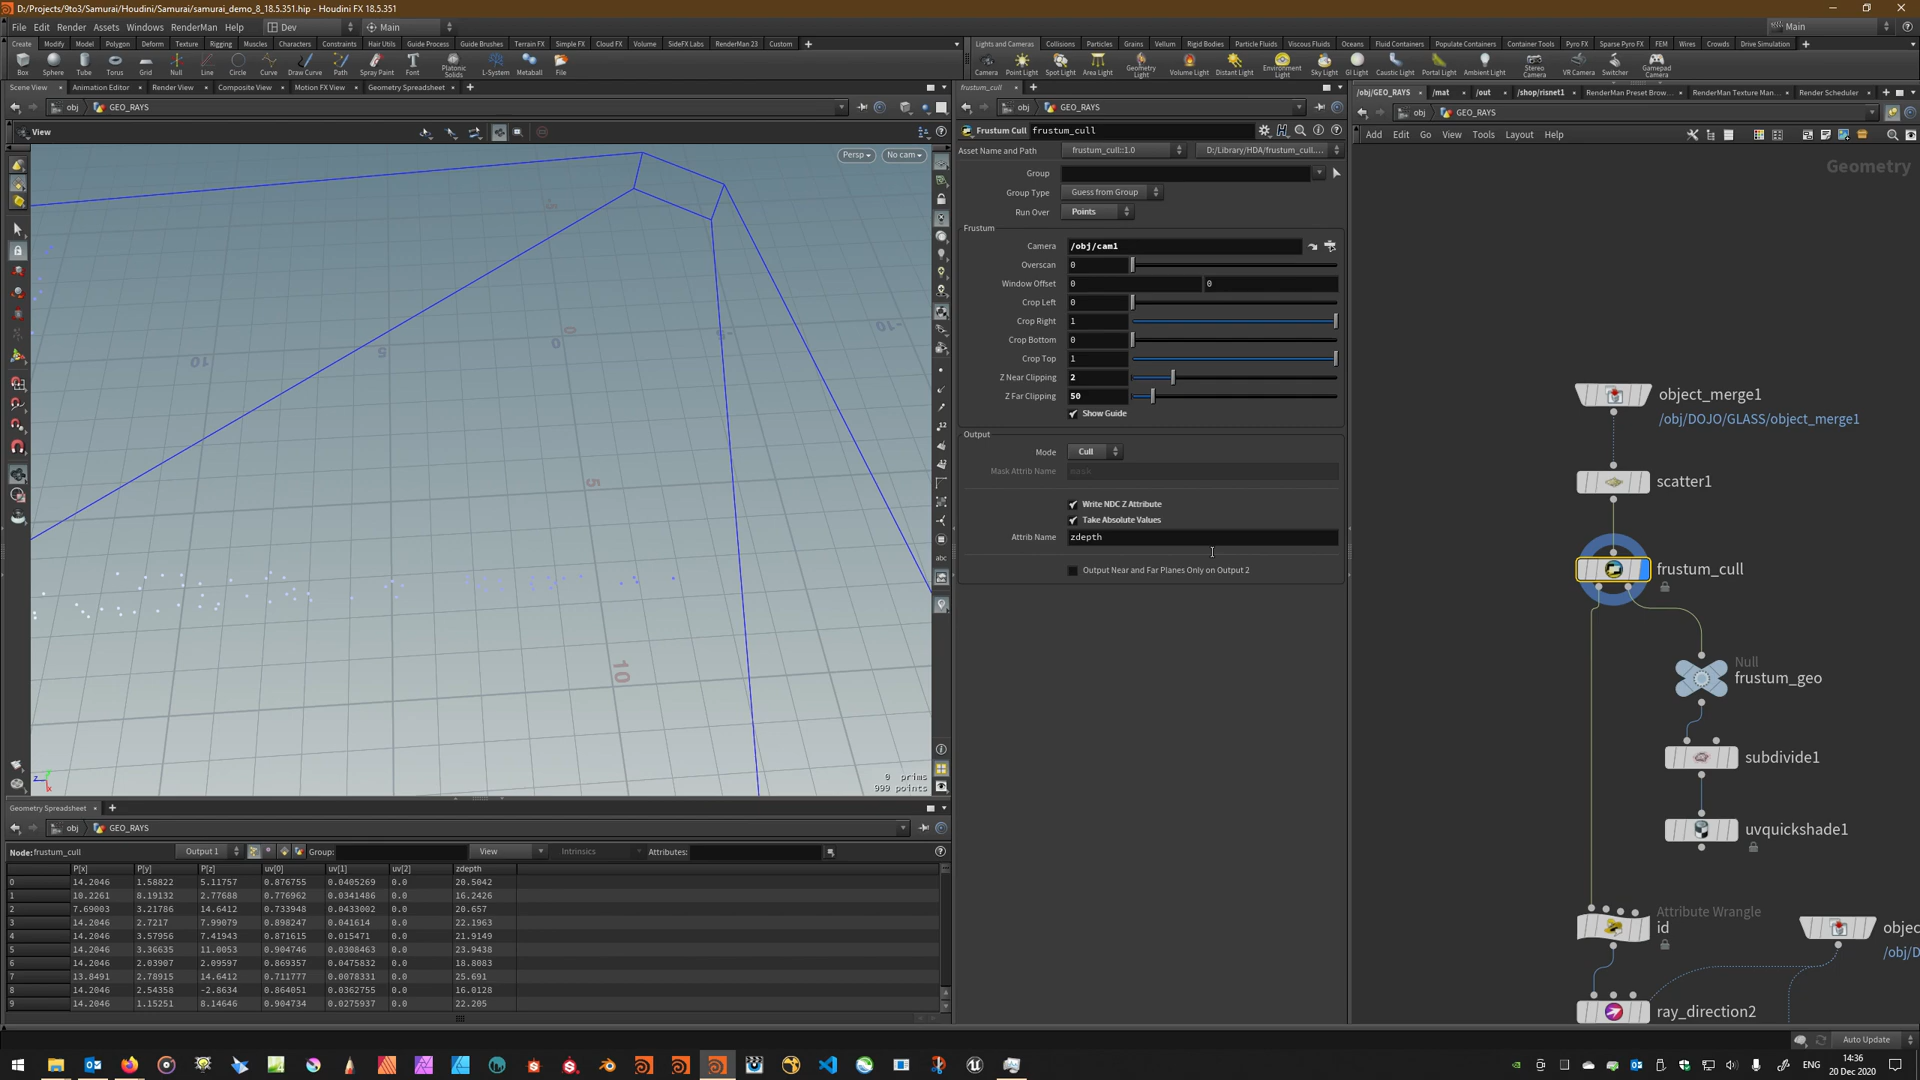 D:/Projects/9to3/Samurai/Houdini/Samurai/samurai_demo_8_18.5.351.hip - Houdini FX 18.5.351
File Edit Render Assets Windows RenderMan Help Dev Main
Main
Create Modify Model Polygon Deform Texture Rigging Muscles Characters Constraints Hair Utils Guide Process Guide Brushes Terrain FX Simple FX Cloud FX Volume SideFX Labs RenderMan 23 Custom
Box Sphere Tube Torus Grid Null Line Circle Curve Draw Curve Path Spray Paint Font Platonic Solids L-System Metaball File
Lights and Cameras Collisions Particles Grains Vellum Rigid Bodies Particle Fluids Viscous Fluids Oceans Fluid Containers Populate Containers Container Tools Pyro FX Sparse Pyro FX FEM Wires Crowds Drive Simulation
Camera Point Light Spot Light Area Light Geometry Light Volume Light Distant Light Environment Light Sky Light GI Light Caustic Light Portal Light Ambient Light Stereo Camera VR Camera Switcher Gamepad Camera
Scene View Animation Editor Render View Composite View Motion FX View Geometry Spreadsheet
obj GEO_RAYS
View
Persp No cam
-5
0
0
5
10
-5
-10
5
10
0 prims
999 points
frustum_cull
obj GEO_RAYS
Frustum Cull frustum_cull
Asset Name and Path frustum_cull::1.0 D:/Library/HDA/frustum_cull....
Group
Group Type Guess from Group
Run Over Points
Frustum
Camera /obj/cam1
Overscan 0
Window Offset 0 0
Crop Left 0
Crop Right 1
Crop Bottom 0
Crop Top 1
Z Near Clipping 2
Z Far Clipping 50
Show Guide
Output
Mode Cull
Mask Attrib Name mask
Write NDC Z Attribute
Take Absolute Values
Attrib Name zdepth
Output Near and Far Planes Only on Output 2
/obj/GEO_RAYS /mat /out /shop/risnet1 RenderMan Preset Brow... RenderMan Texture Man... Render Scheduler
obj GEO_RAYS
Add Edit Go View Tools Layout Help
Geometry
object_merge1
/obj/DOJO/GLASS/object_merge1
scatter1
frustum_cull
Null
frustum_geo
subdivide1
uvquickshade1
Attribute Wrangle
id
objec
/obj/D
ray_direction2
Geometry Spreadsheet
obj GEO_RAYS
Node: frustum_cull Output 1 Group: View Intrinsics Attributes:
P[x] P[y] P[z] uv[0] uv[1] uv[2] zdepth
0 14.2046 1.58822 5.11757 0.876755 0.0405269 0.0 20.5042
1 10.2261 8.19132 2.77688 0.776962 0.0341486 0.0 16.2426
2 7.69003 3.21786 14.6412 0.733948 0.0433002 0.0 20.657
3 14.2046 2.7217 7.99079 0.898247 0.041614 0.0 22.1963
4 14.2046 3.57956 7.41943 0.871615 0.015471 0.0 21.9149
5 14.2046 3.36635 11.0053 0.904746 0.0308463 0.0 23.9438
6 14.2046 2.03907 2.09597 0.869357 0.0475832 0.0 18.8083
7 13.8491 2.78915 14.6412 0.711777 0.0078331 0.0 25.691
8 14.2046 2.54358 -2.8634 0.864051 0.0362755 0.0 16.0128
9 14.2046 1.15251 8.14646 0.904734 0.0275937 0.0 22.205
Auto Update
ENG
14:36
20 Dec 2020